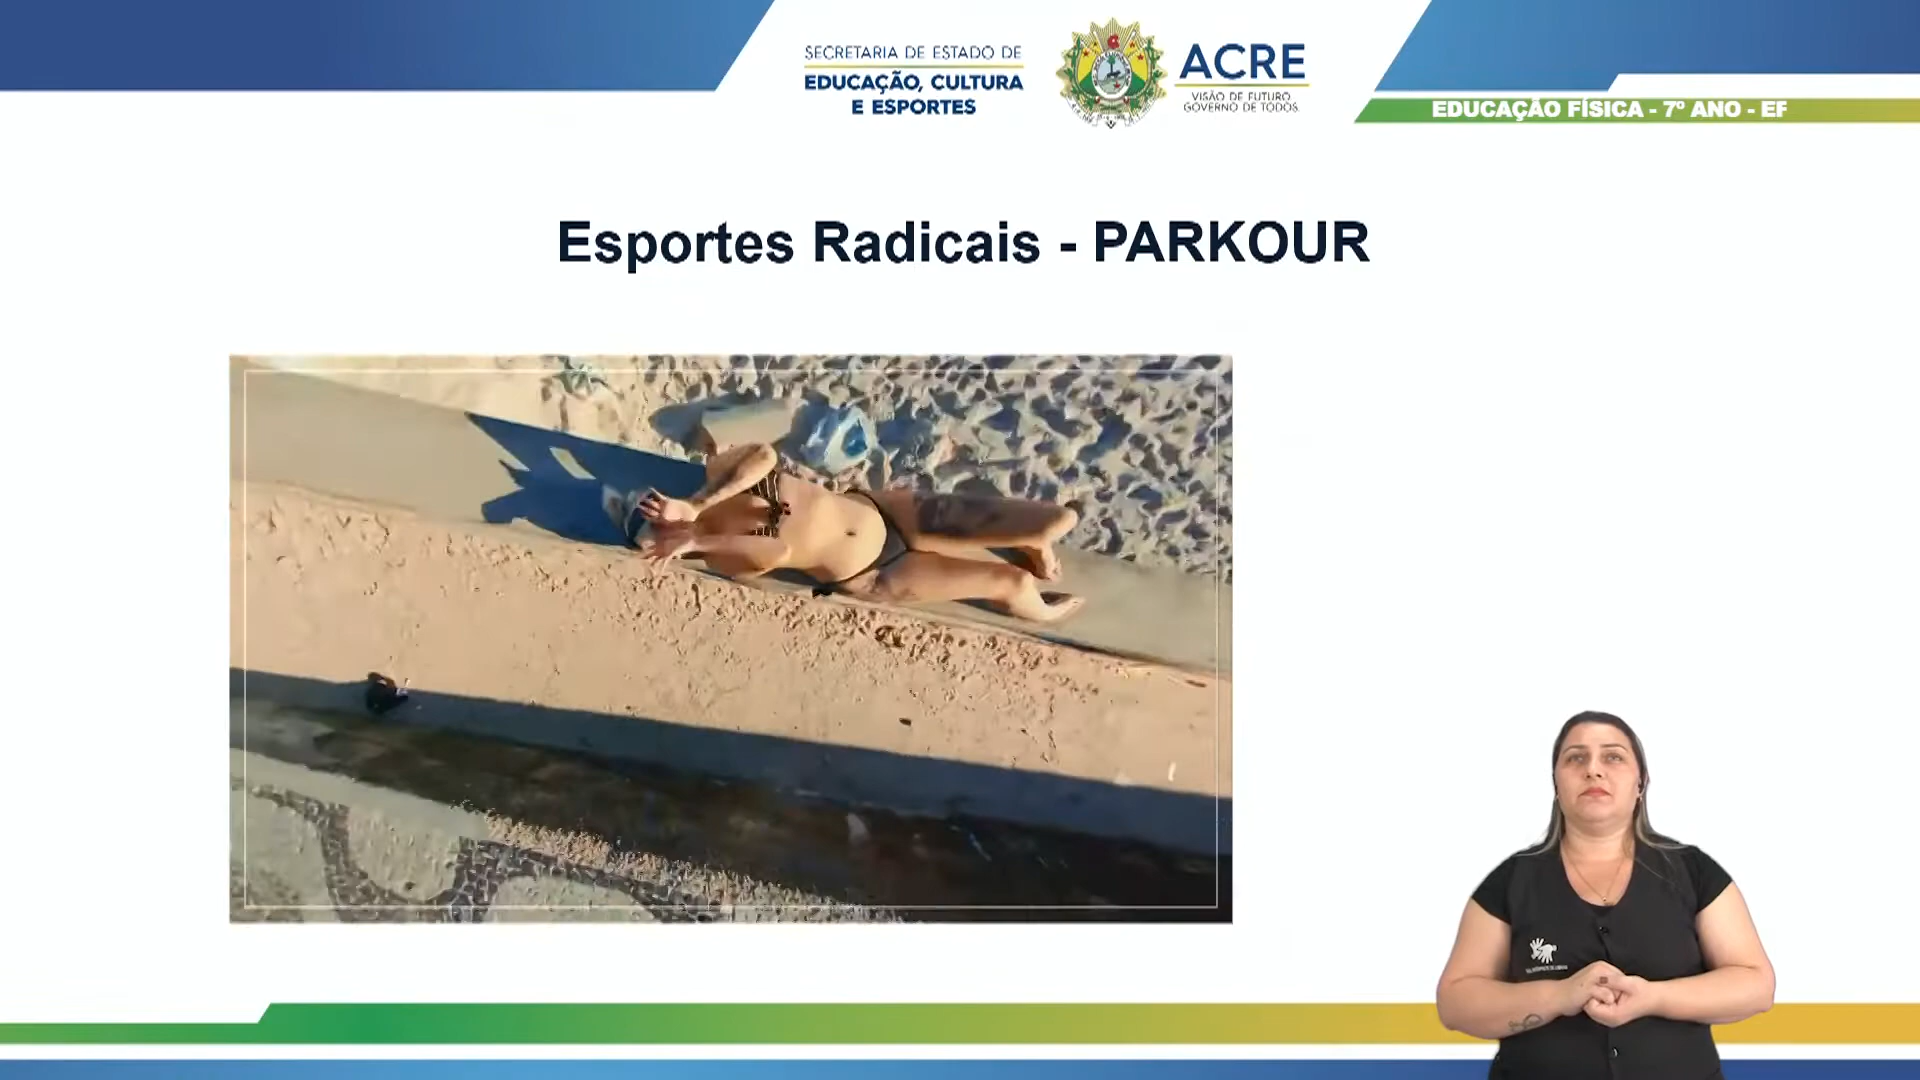 SECRETARIA DE ESTADO DE
EDUCAÇÃO, CULTURA
E ESPORTES
ACRE
VISÃO DE FUTURO
GOVERNO DE TODOS
EDUCAÇÃO FÍSICA - 7º ANO - EF
Esportes Radicais - PARKOUR